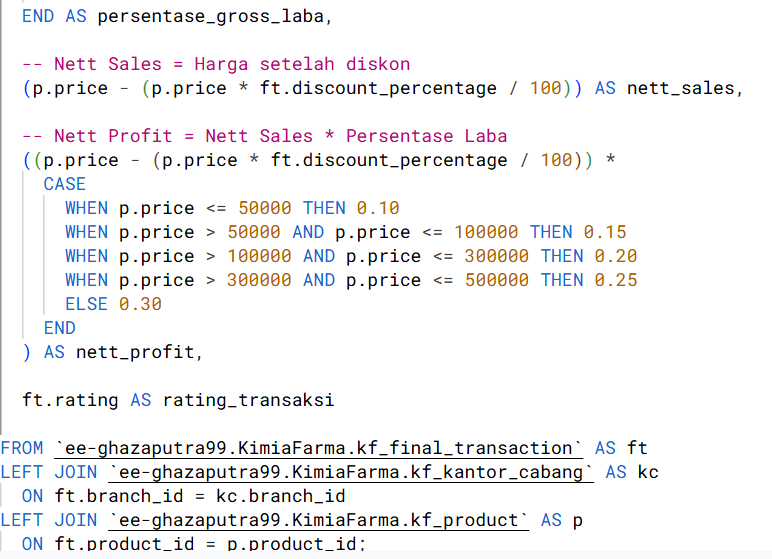 END AS persentase_gross_laba,
-- Nett Sales = Harga setelah diskon
(p.price - (p.price * ft.discount_percentage / 100)) AS nett_sales,
-- Nett Profit = Nett Sales * Persentase Laba
((p.price - (p.price * ft.discount_percentage / 100)) *
CASE
WHEN p.price <= 50000 THEN 0.10
WHEN p.price > 50000 AND p.price <= 100000 THEN 0.15
WHEN p.price > 100000 AND p.price <= 300000 THEN 0.20
WHEN p.price > 300000 AND p.price <= 500000 THEN 0.25
ELSE 0.30
END
) AS nett_profit,
ft.rating AS rating_transaksi
FROM `ee-ghazaputra99.KimiaFarma.kf_final_transaction` AS ft
LEFT JOIN `ee-ghazaputra99.KimiaFarma.kf_kantor_cabang` AS kc
ON ft.branch_id = kc.branch_id
LEFT JOIN `ee-ghazaputra99.KimiaFarma.kf_product` AS p
ON ft.product_id = p.product_id;